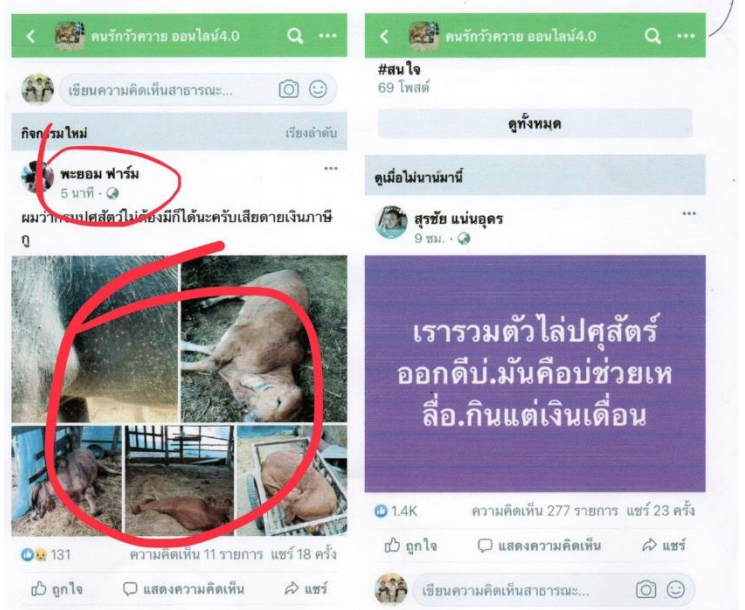 คนรักวัวควาย ออนไลน์4.0
เขียนความคิดเห็นสาธารณะ...
กิจกรรมใหม่
เรียงลำดับ
พะยอม ฟาร์ม
5 นาที ·
ผมว่ากรมปศุสัตว์ไม่ต้องมีก็ได้นะครับเสียดายเงินภาษี
กู
131
ความคิดเห็น 11 รายการ แชร์ 18 ครั้ง
ถูกใจ
แสดงความคิดเห็น
แชร์
คนรักวัวควาย ออนไลน์4.0
#สนใจ
69 โพสต์
ดูทั้งหมด
ดูเมื่อไม่นานมานี้
สุรชัย แน่นอุดร
9 ชม. ·
เรารวมตัวไล่ปศุสัตร์
ออกดีบ่.มันคือบ่ช่วยเห
ลื่อ.กินแต่เงินเดือน
1.4K
ความคิดเห็น 277 รายการ แชร์ 23 ครั้ง
ถูกใจ
แสดงความคิดเห็น
แชร์
เขียนความคิดเห็นสาธารณะ...